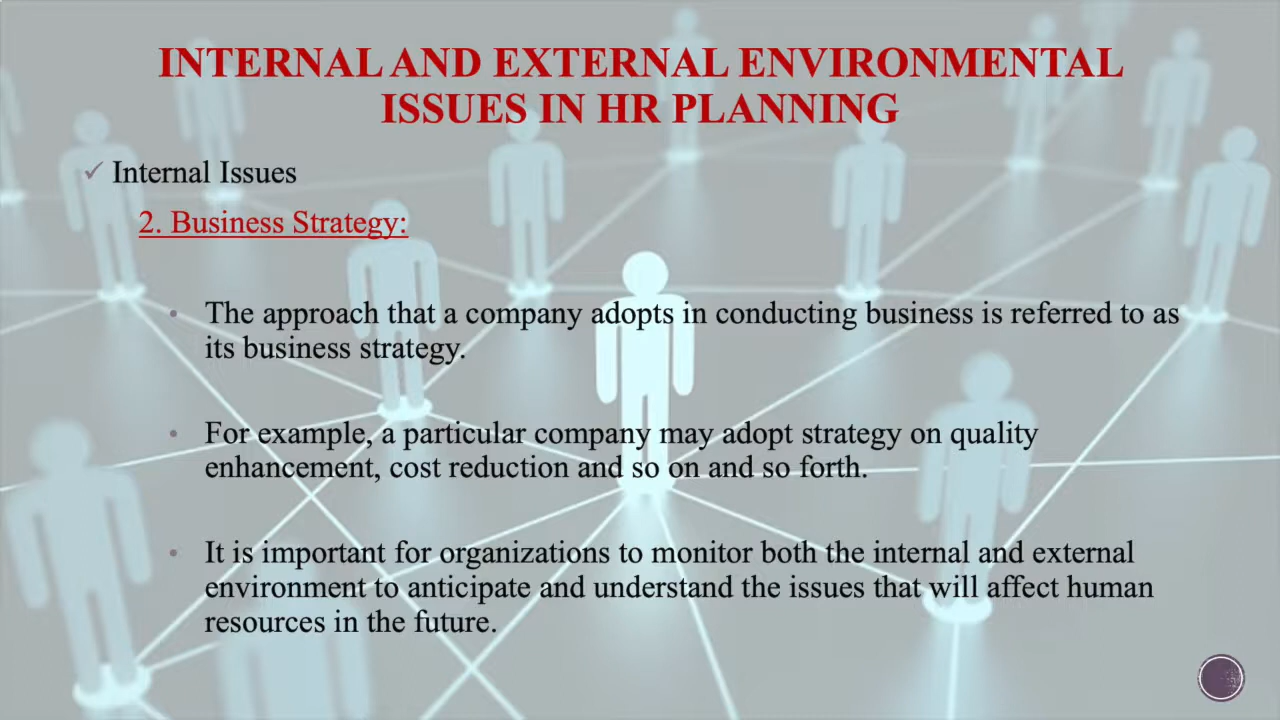 INTERNAL AND EXTERNAL ENVIRONMENTAL
ISSUES IN HR PLANNING
✓ Internal Issues
2. Business Strategy:
• The approach that a company adopts in conducting business is referred to as
its business strategy.
• For example, a particular company may adopt strategy on quality
enhancement, cost reduction and so on and so forth.
• It is important for organizations to monitor both the internal and external
environment to anticipate and understand the issues that will affect human
resources in the future.